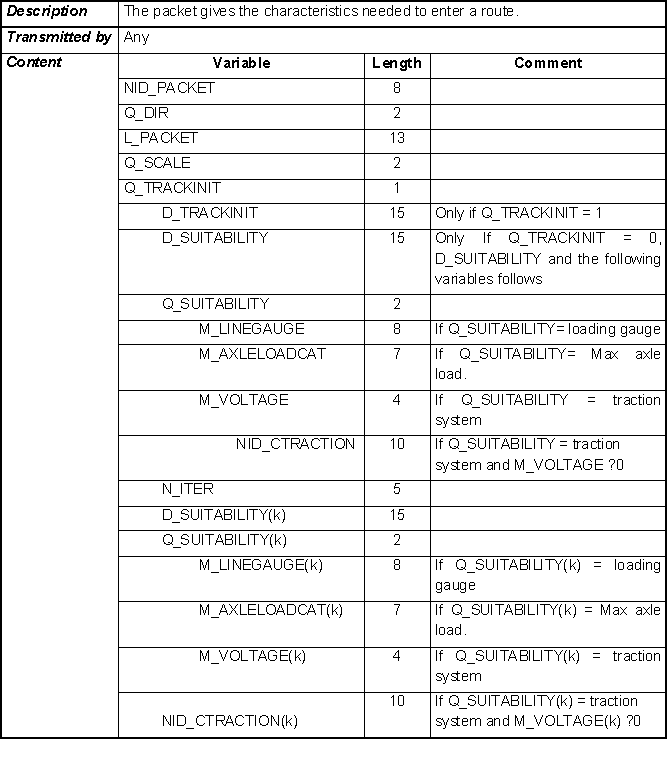 Description The packet gives the characteristics needed to enter a route.
Transmitted by Any
Content Variable Length Comment
NID_PACKET 8
Q_DIR 2
L_PACKET 13
Q_SCALE 2
Q_TRACKINIT 1
D_TRACKINIT 15 Only if Q_TRACKINIT = 1
D_SUITABILITY 15 Only If Q_TRACKINIT = 0,
D_SUITABILITY and the following
variables follows
Q_SUITABILITY 2
M_LINEGAUGE 8 If Q_SUITABILITY= loading gauge
M_AXLELOADCAT 7 If Q_SUITABILITY= Max axle
load.
M_VOLTAGE 4 If Q_SUITABILITY = traction
system
NID_CTRACTION 10 If Q_SUITABILITY = traction
system and M_VOLTAGE ?0
N_ITER 5
D_SUITABILITY(k) 15
Q_SUITABILITY(k) 2
M_LINEGAUGE(k) 8 If Q_SUITABILITY(k) = loading
gauge
M_AXLELOADCAT(k) 7 If Q_SUITABILITY(k) = Max axle
load.
M_VOLTAGE(k) 4 If Q_SUITABILITY(k) = traction
system
10 If Q_SUITABILITY(k) = traction
NID_CTRACTION(k) system and M_VOLTAGE(k) ?0